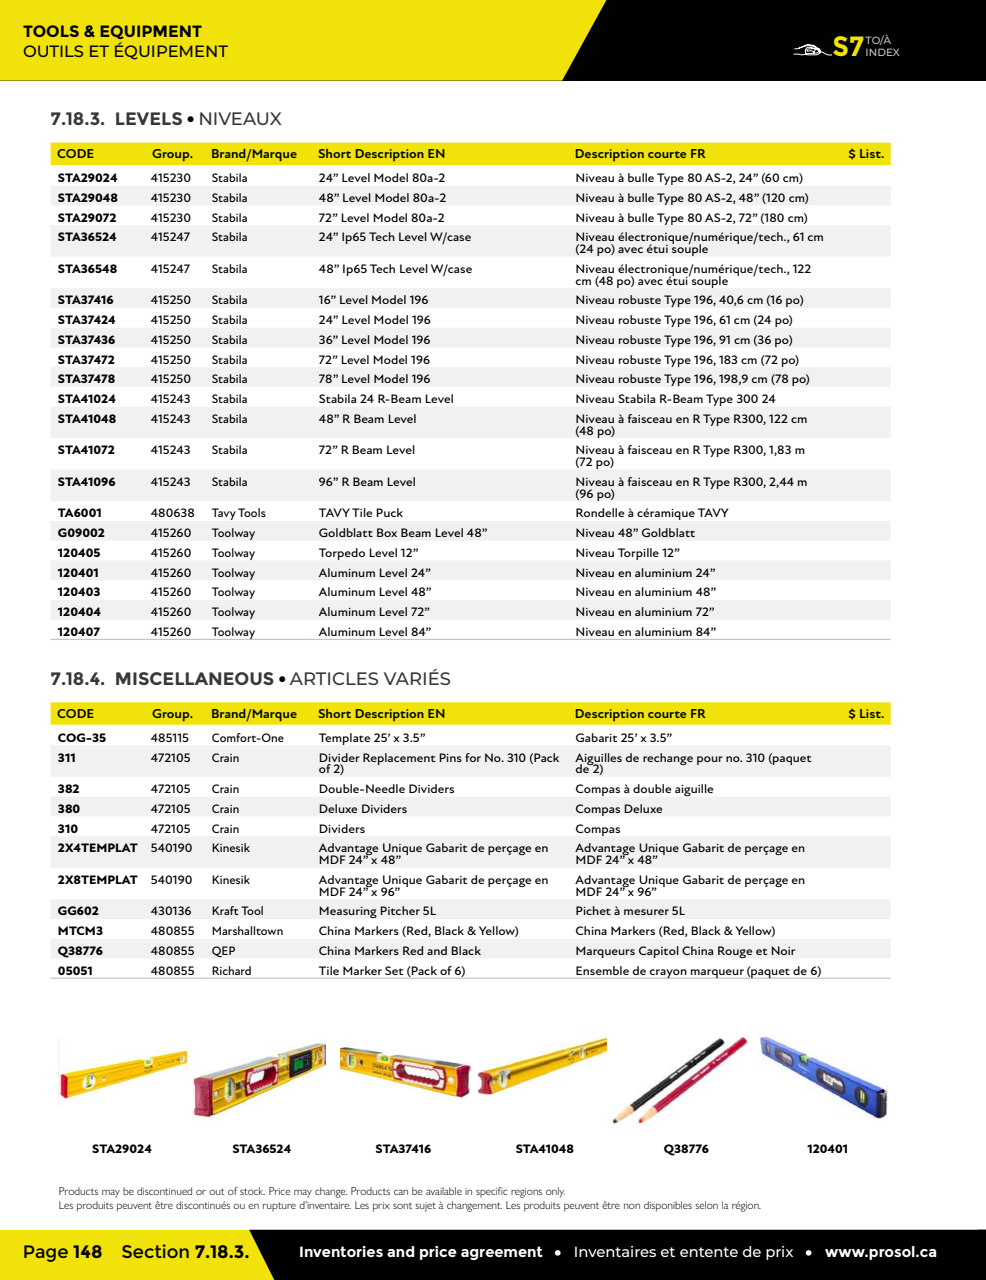 TOOLS & EQUIPMENT
OUTILS ET ÉQUIPEMENT
S7 TO/À INDEX
7.18.3. LEVELS • NIVEAUX
CODE Group. Brand/Marque Short Description EN Description courte FR $ List.
STA29024 415230 Stabila 24” Level Model 80a-2 Niveau à bulle Type 80 AS-2, 24” (60 cm)
STA29048 415230 Stabila 48” Level Model 80a-2 Niveau à bulle Type 80 AS-2, 48” (120 cm)
STA29072 415230 Stabila 72” Level Model 80a-2 Niveau à bulle Type 80 AS-2, 72” (180 cm)
STA36524 415247 Stabila 24” Ip65 Tech Level W/case Niveau électronique/numérique/tech., 61 cm
(24 po) avec étui souple
STA36548 415247 Stabila 48” Ip65 Tech Level W/case Niveau électronique/numérique/tech., 122
cm (48 po) avec étui souple
STA37416 415250 Stabila 16” Level Model 196 Niveau robuste Type 196, 40,6 cm (16 po)
STA37424 415250 Stabila 24” Level Model 196 Niveau robuste Type 196, 61 cm (24 po)
STA37436 415250 Stabila 36” Level Model 196 Niveau robuste Type 196, 91 cm (36 po)
STA37472 415250 Stabila 72” Level Model 196 Niveau robuste Type 196, 183 cm (72 po)
STA37478 415250 Stabila 78” Level Model 196 Niveau robuste Type 196, 198,9 cm (78 po)
STA41024 415243 Stabila Stabila 24 R-Beam Level Niveau Stabila R-Beam Type 300 24
STA41048 415243 Stabila 48” R Beam Level Niveau à faisceau en R Type R300, 122 cm
(48 po)
STA41072 415243 Stabila 72” R Beam Level Niveau à faisceau en R Type R300, 1,83 m
(72 po)
STA41096 415243 Stabila 96” R Beam Level Niveau à faisceau en R Type R300, 2,44 m
(96 po)
TA6001 480638 Tavy Tools TAVY Tile Puck Rondelle à céramique TAVY
G09002 415260 Toolway Goldblatt Box Beam Level 48” Niveau 48” Goldblatt
120405 415260 Toolway Torpedo Level 12” Niveau Torpille 12”
120401 415260 Toolway Aluminum Level 24” Niveau en aluminium 24”
120403 415260 Toolway Aluminum Level 48” Niveau en aluminium 48”
120404 415260 Toolway Aluminum Level 72” Niveau en aluminium 72”
120407 415260 Toolway Aluminum Level 84” Niveau en aluminium 84”
7.18.4. MISCELLANEOUS • ARTICLES VARIÉS
CODE Group. Brand/Marque Short Description EN Description courte FR $ List.
COG-35 485115 Comfort-One Template 25’ x 3.5” Gabarit 25’ x 3.5”
311 472105 Crain Divider Replacement Pins for No. 310 (Pack of 2) Aiguilles de rechange pour no. 310 (paquet de 2)
382 472105 Crain Double-Needle Dividers Compas à double aiguille
380 472105 Crain Deluxe Dividers Compas Deluxe
310 472105 Crain Dividers Compas
2X4TEMPLAT 540190 Kinesik Advantage Unique Gabarit de perçage en MDF 24” x 48” Advantage Unique Gabarit de perçage en MDF 24” x 48”
2X8TEMPLAT 540190 Kinesik Advantage Unique Gabarit de perçage en MDF 24” x 96” Advantage Unique Gabarit de perçage en MDF 24” x 96”
GG602 430136 Kraft Tool Measuring Pitcher 5L Pichet à mesurer 5L
MTCM3 480855 Marshalltown China Markers (Red, Black & Yellow) China Markers (Red, Black & Yellow)
Q38776 480855 QEP China Markers Red and Black Marqueurs Capitol China Rouge et Noir
05051 480855 Richard Tile Marker Set (Pack of 6) Ensemble de crayon marqueur (paquet de 6)
STA29024 STA36524 STA37416 STA41048 Q38776 120401
Products may be discontinued or out of stock. Price may change. Products can be available in specific regions only.
Les produits peuvent être discontinués ou en rupture d’inventaire. Les prix sont sujet à changement. Les produits peuvent être non disponibles selon la région.
Page 148 Section 7.18.3. Inventories and price agreement • Inventaires et entente de prix • www.prosol.ca